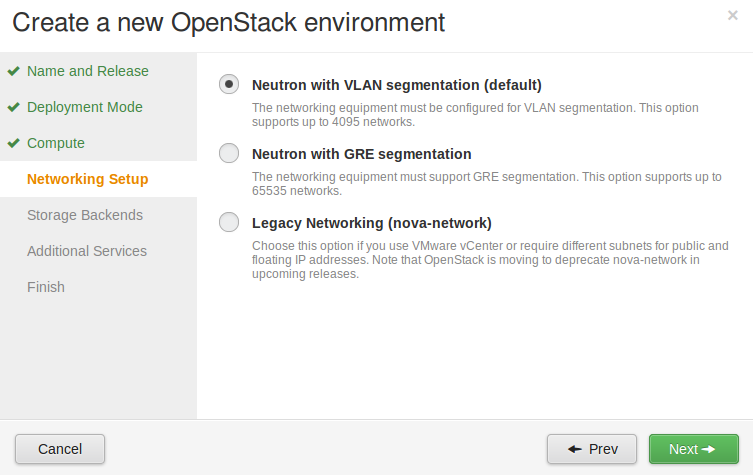 Create a new OpenStack environment
×
Name and Release
Deployment Mode
Compute
Networking Setup
Storage Backends
Additional Services
Finish
Neutron with VLAN segmentation (default)
The networking equipment must be configured for VLAN segmentation. This option
supports up to 4095 networks.
Neutron with GRE segmentation
The networking equipment must support GRE segmentation. This option supports up to
65535 networks.
Legacy Networking (nova-network)
Choose this option if you use VMware vCenter or require different subnets for public and
floating IP addresses. Note that OpenStack is moving to deprecate nova-network in
upcoming releases.
Cancel
Prev
Next